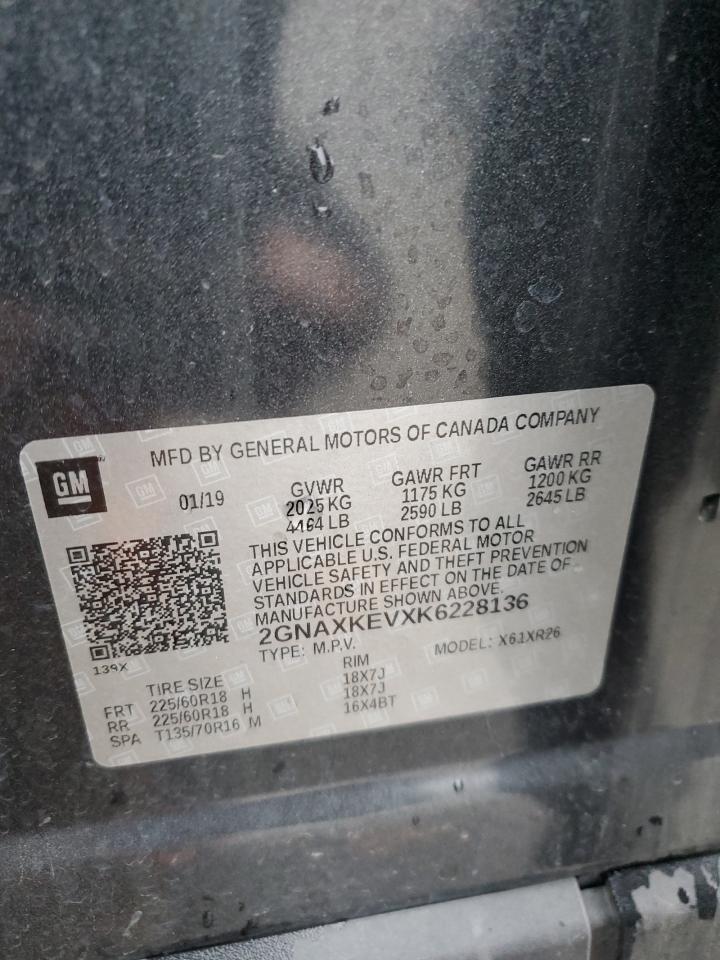 MFD BY GENERAL MOTORS OF CANADA COMPANY
GM
01/19
GVWR
2025 KG
4464 LB
GAWR FRT
1175 KG
2590 LB
GAWR RR
1200 KG
2645 LB
THIS VEHICLE CONFORMS TO ALL
APPLICABLE U.S. FEDERAL MOTOR
VEHICLE SAFETY AND THEFT PREVENTION
STANDARDS IN EFFECT ON THE DATE OF
MANUFACTURE SHOWN ABOVE.
2GNAXKEVXK6228136
TYPE: M.P.V. MODEL: X61XR26
139X
TIRE SIZE RIM
FRT 225/60R18 H 18X7J
RR 225/60R18 H 18X7J
SPA T135/70R16 M 16X4BT